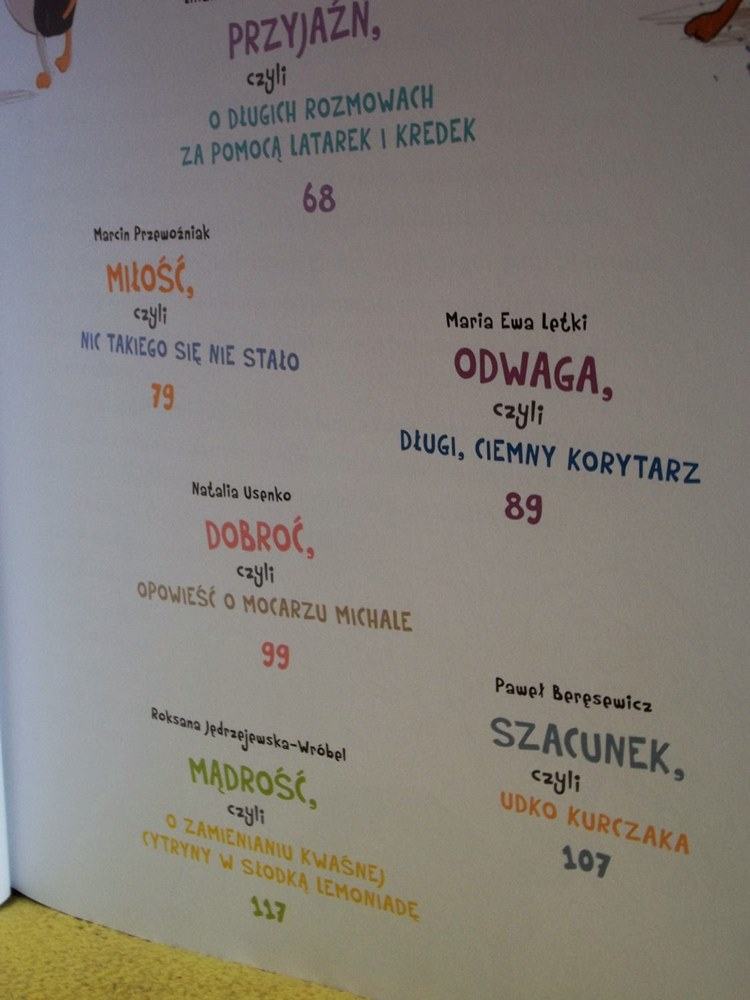 PRZYJAŹŃ,
czyli
O DŁUGICH ROZMOWACH
ZA POMOCĄ LATAREK I KREDEK
68
Marcin Przewoźniak
MIŁOŚĆ,
czyli
NIC TAKIEGO SIĘ NIE STAŁO
79
Maria Ewa Letki
ODWAGA,
czyli
DŁUGI, CIEMNY KORYTARZ
89
Natalia Usenko
DOBROĆ,
czyli
OPOWIEŚĆ O MOCARZU MICHALE
99
Paweł Beręsewicz
SZACUNEK,
czyli
UDKO KURCZAKA
107
Roksana Jędrzejewska-Wróbel
MĄDROŚĆ,
czyli
O ZAMIENIANIU KWAŚNEJ
CYTRYNY W SŁODKĄ LEMONIADĘ
117